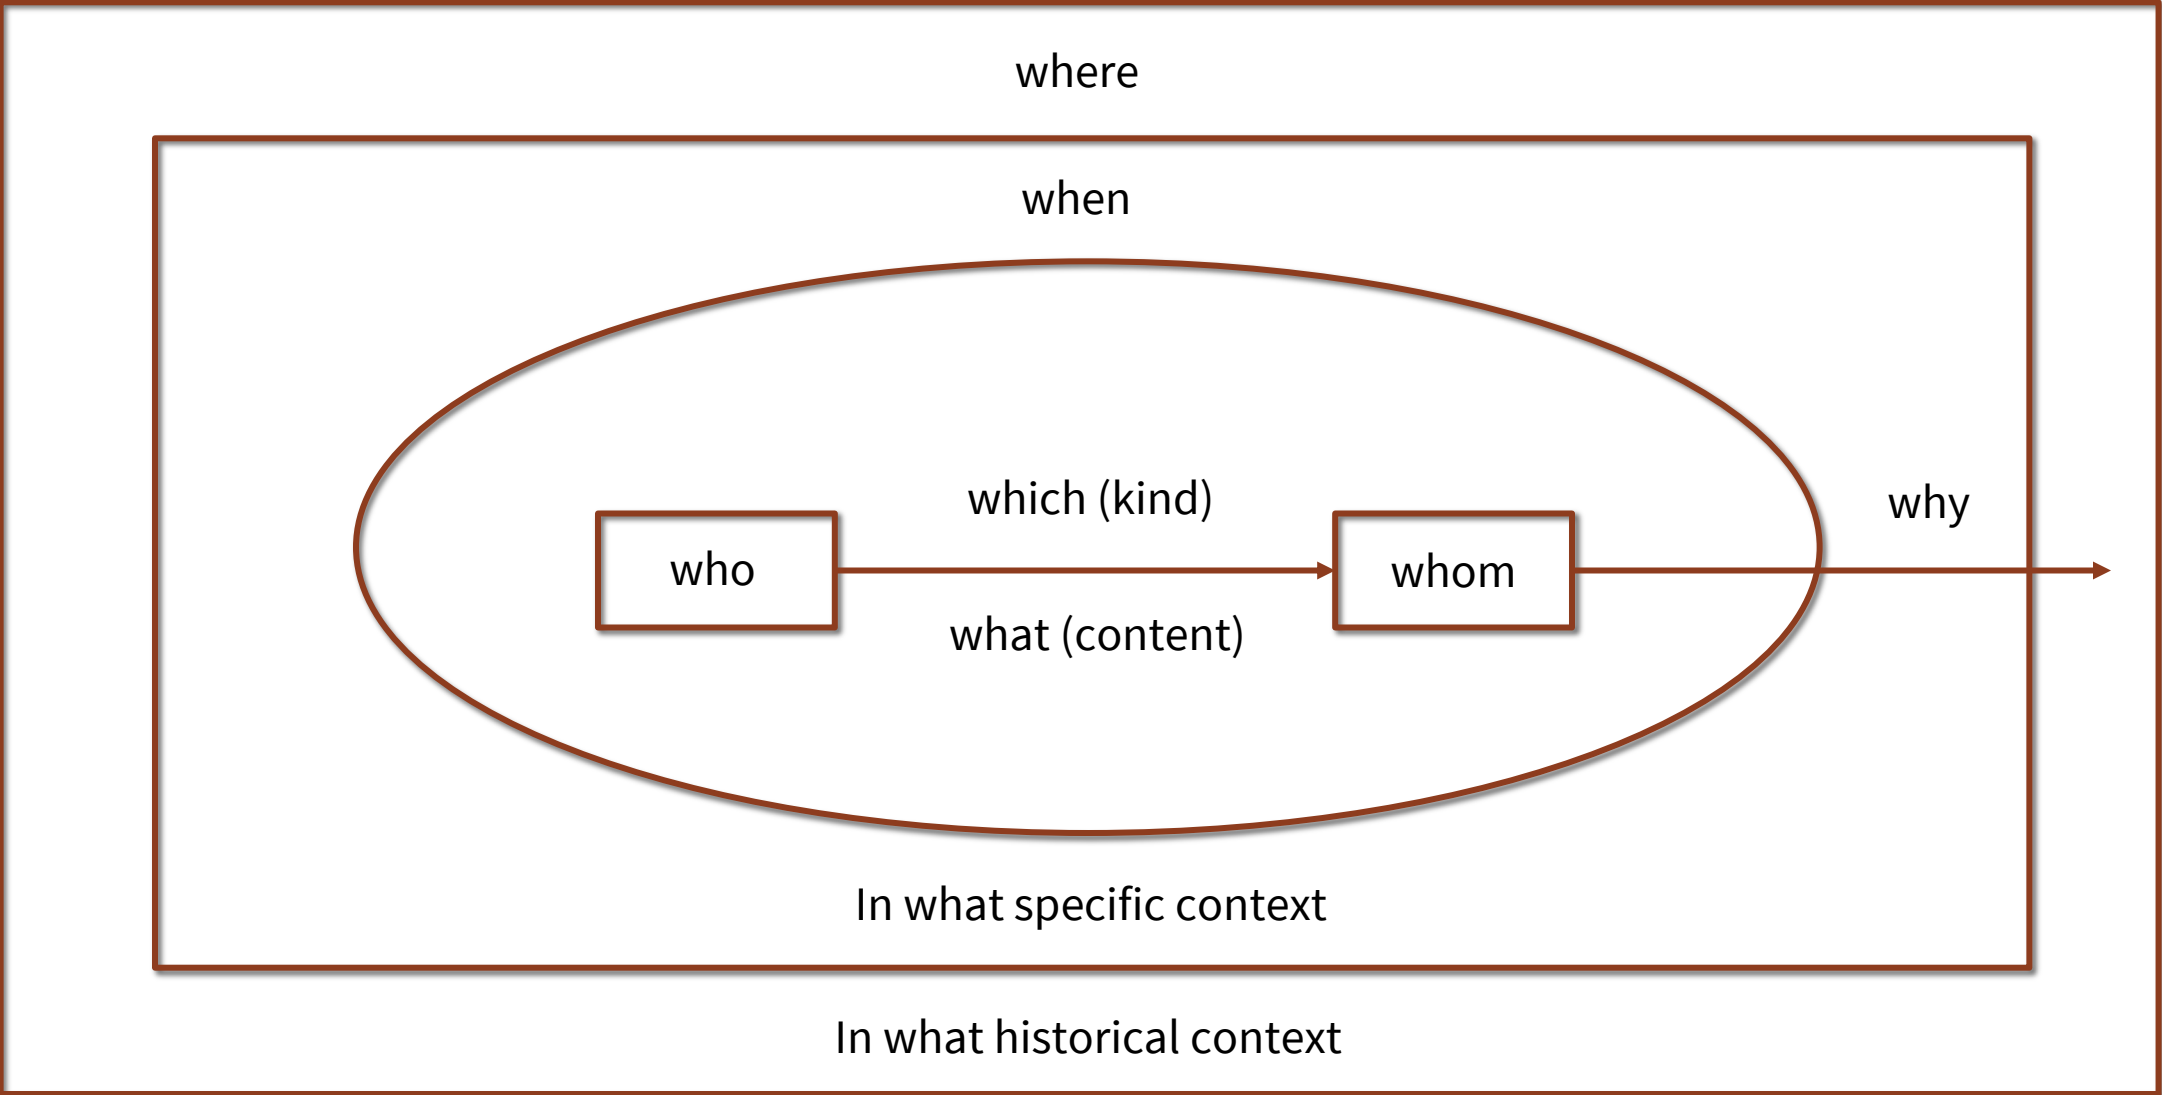 where
when
which (kind)
why
who
whom
what (content)
In what specific context
In what historical context